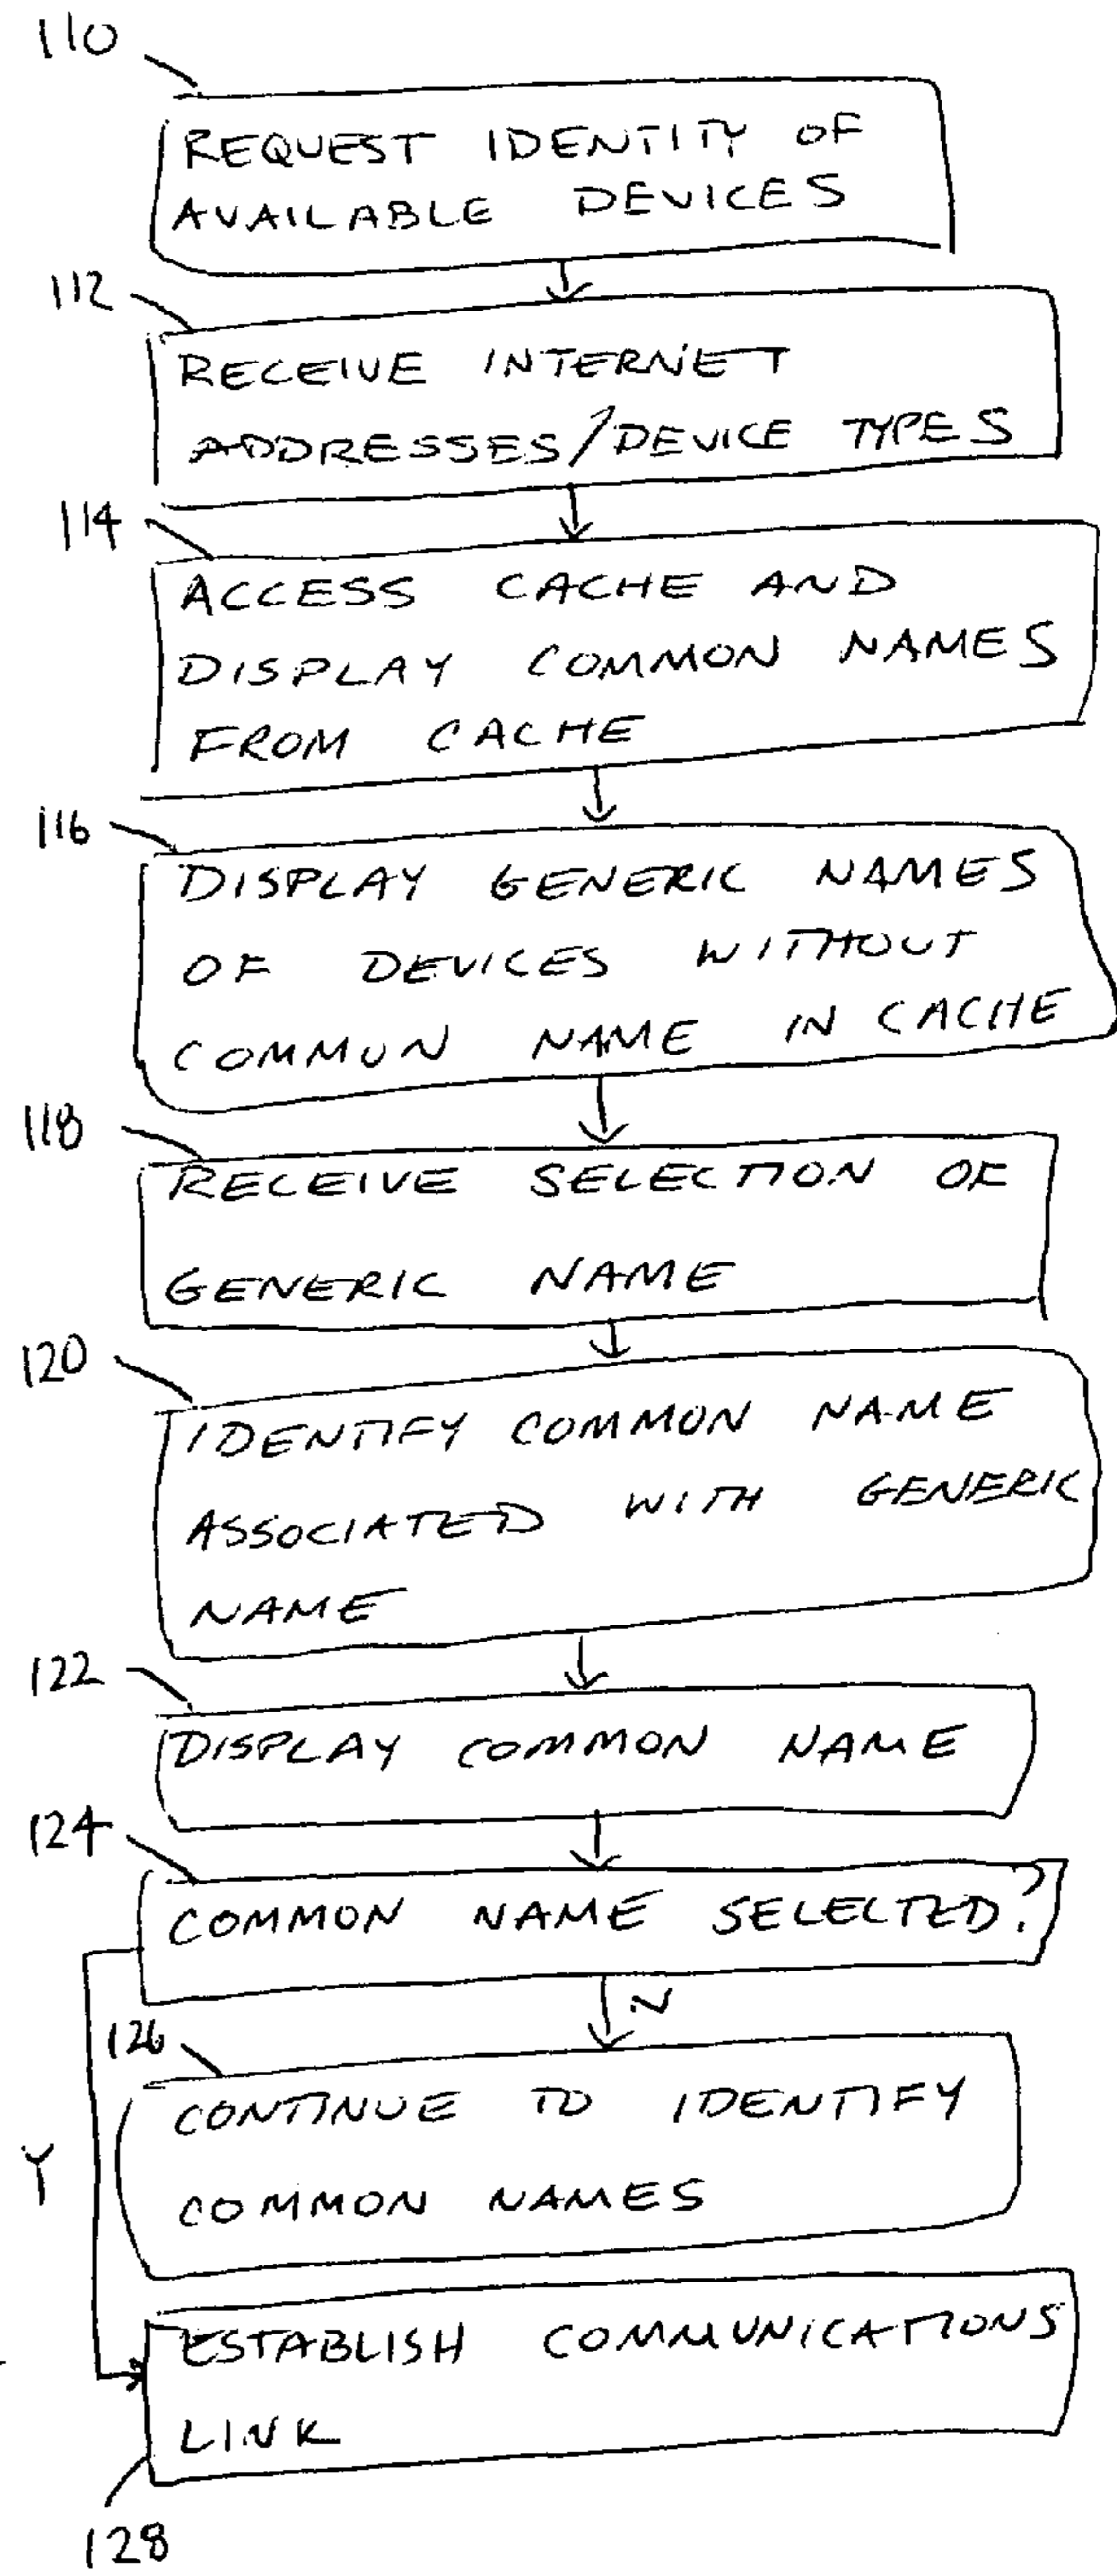 110
REQUEST IDENTITY OF
AVAILABLE DEVICES
112
RECEIVE INTERNET
ADDRESSES/DEVICE TYPES
114
ACCESS CACHE AND
DISPLAY COMMON NAMES
FROM CACHE
116
DISPLAY GENERIC NAMES
OF DEVICES WITHOUT
COMMON NAME IN CACHE
118
RECEIVE SELECTION OF
GENERIC NAME
120
IDENTIFY COMMON NAME
ASSOCIATED WITH GENERIC
NAME
122
DISPLAY COMMON NAME
124
COMMON NAME SELECTED?
N
126
CONTINUE TO IDENTIFY
Y
COMMON NAMES
ESTABLISH COMMUNICATIONS
LINK
128